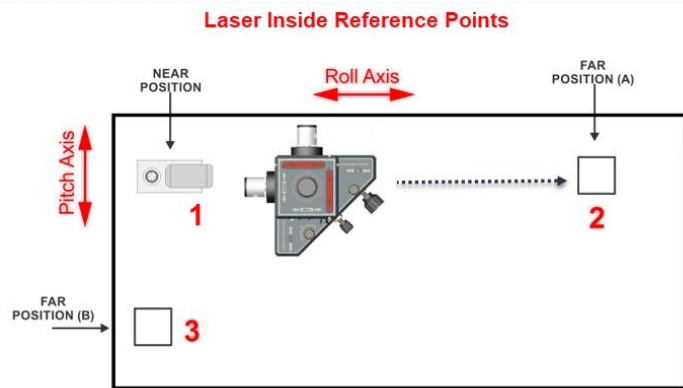 Laser Inside Reference Points
NEAR
POSITION
Roll Axis
FAR
POSITION (A)
Pitch Axis
1
2
FAR
POSITION (B)
3